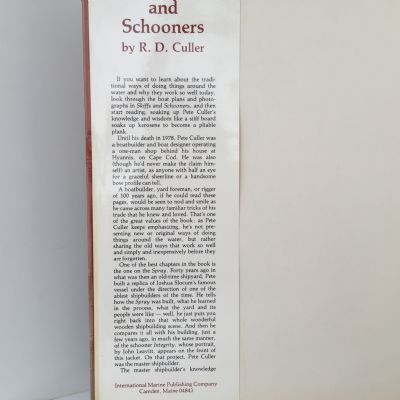 and
Schooners
by R. D. Culler
If you want to learn about the tradi-
tional ways of doing things around the
water and why they work so well today,
look through the boat plans and photo-
graphs in Skiffs and Schooners, and then
start reading, soaking up Pete Culler's
knowledge and wisdom like a stiff board
soaks up kerosene to become a pliable
plank.
Until his death in 1978, Pete Culler was
a boatbuilder and boat designer operating
a one-man shop behind his house at
Hyannis, on Cape Cod. He was also
(though he'd never make the claim him-
self) an artist, as anyone with half an
eye for a graceful sheerline or a handsome
bow profile can tell.
A boatbuilder, yard foreman, or rigger
of 100 years ago, if he could read these
pages, would be seen to nod and smile as
he came across many familiar tricks of his
trade that he knew and loved. That's one
of the great values of the book: as Pete
Culler keeps emphasizing, he's not pre-
senting new or original ways of doing
things around the water, but rather
sharing the old ways that work so well
and simply and inexpensively before they
are forgotten.
One of the best chapters in the book is
the one on the Spray. Forty years ago in
what was then an old-time shipyard, Pete
built a replica of Joshua Slocum's famous
vessel under the direction of one of the
ablest shipbuilders of the time. He tells
how the Spray was built, what he learned
in the process, what the yard and its
people were like — well, he just puts you
right back into that whole wonderful
wooden shipbuilding scene. And then he
compares it all with shipbuilding, just a
few years ago, in much the same manner,
of the schooner Integrity, whose portrait,
by John Leavitt, appears on the front of
this jacket. On that project, Pete Culler
was the master shipbuilder.
The master shipbuilder's knowledge
International Marine Publishing Company
Camden, Maine 04843